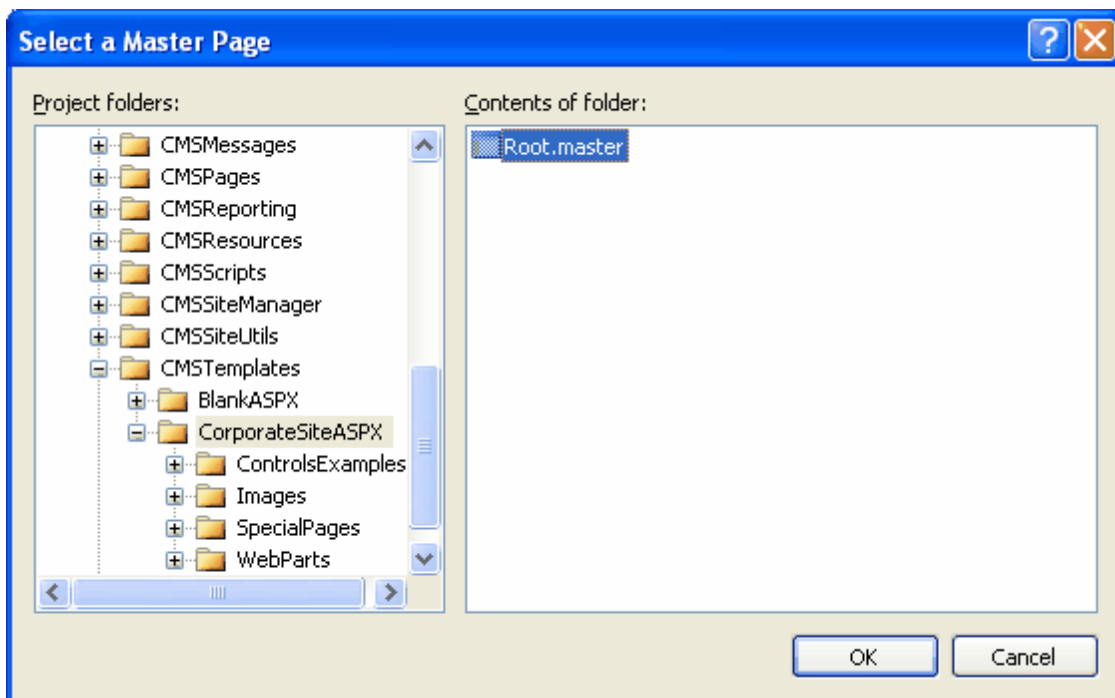 Select a Master Page
Project folders:
CMSMessages
CMSPages
CMSReporting
CMSResources
CMSScripts
CMSSiteManager
CMSSiteUtils
CMSTemplates
BlankASPX
CorporateSiteASPX
ControlsExamples
Images
SpecialPages
WebParts
Contents of folder:
Root.master
OK
Cancel